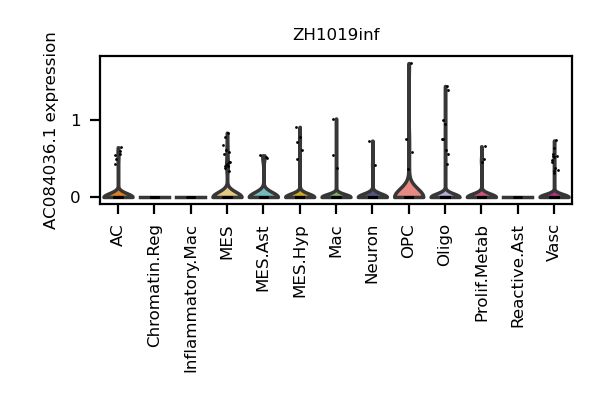 ZH1019inf
AC084036.1 expression
1
0
AC
Chromatin.Reg
Inflammatory.Mac
MES
MES.Ast
MES.Hyp
Mac
Neuron
OPC
Oligo
Prolif.Metab
Reactive.Ast
Vasc